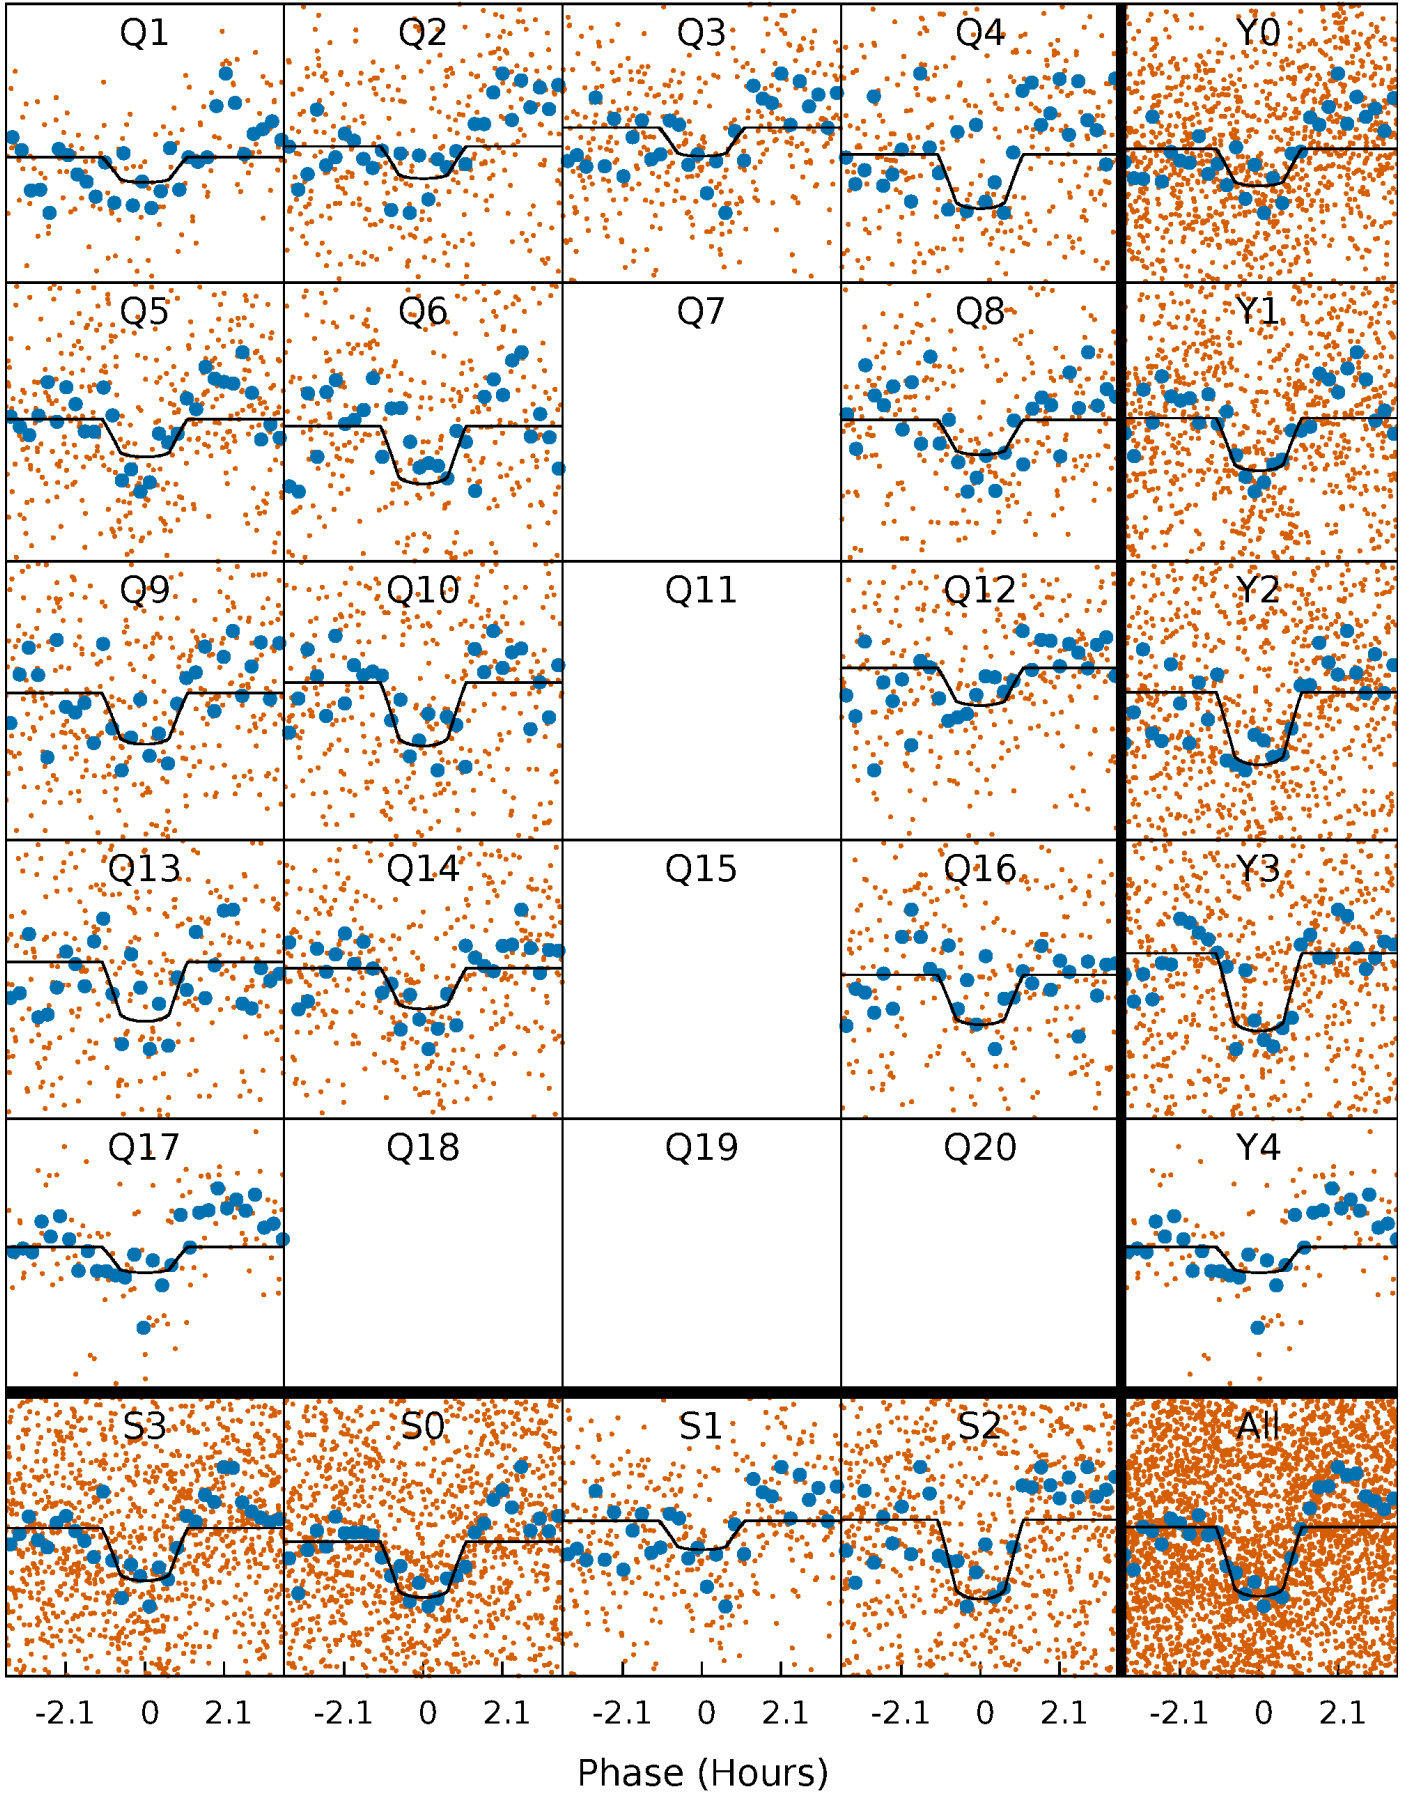 Q1 Q2 Q3 Q4 Y0
Q5 Q6 Q7 Q8 Y1
Q9 Q10 Q11 Q12 Y2
Q13 Q14 Q15 Q16 Y3
Q17 Q18 Q19 Q20 Y4
S3 S0 S1 S2 All
-2.1 0 2.1 -2.1 0 2.1 -2.1 0 2.1 -2.1 0 2.1 -2.1 0 2.1
Phase (Hours)